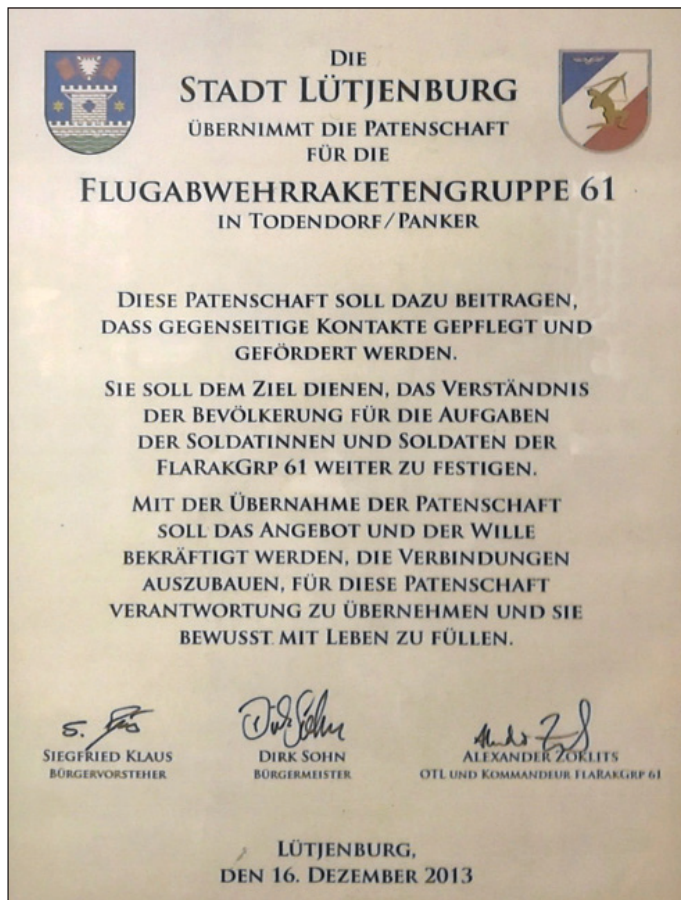 Die
Stadt Lütjenburg
übernimmt die Patenschaft
für die
Flugabwehrraketengruppe 61
in Todendorf/Panker
Diese Patenschaft soll dazu beitragen,
dass gegenseitige Kontakte gepflegt und
gefördert werden.
Sie soll dem Ziel dienen, das Verständnis
der Bevölkerung für die Aufgaben
der Soldatinnen und Soldaten der
FlaRakGrp 61 weiter zu festigen.
Mit der Übernahme der Patenschaft
soll das Angebot und der Wille
bekräftigt werden, die Verbindungen
auszubauen, für diese Patenschaft
Verantwortung zu übernehmen und sie
bewusst mit Leben zu füllen.
Siegfried Klaus
Bürgervorsteher
Dirk Sohn
Bürgermeister
Alexander Zoklits
OTL und Kommandeur FlaRakGrp 61
Lütjenburg,
den 16. Dezember 2013